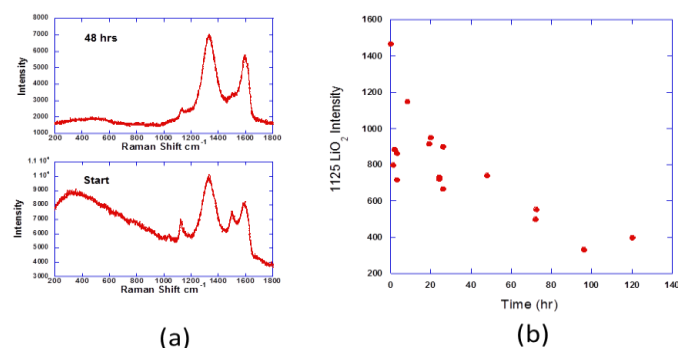 8000
7000
6000
5000
4000
3000
2000
1000
48 hrs
Intensity
200 400 600 800 1000 1200 1400 1600 1800
Raman Shift cm-1
1.1 10⁴
1 10⁴
9000
8000
7000
6000
5000
4000
3000
Start
Intensity
200 400 600 800 1000 1200 1400 1600 1800
Raman Shift cm-1
(a)
1600
1400
1200
1000
800
600
400
200
1125 LiO₂ Intensity
0 20 40 60 80 100 120 140
Time (hr)
(b)